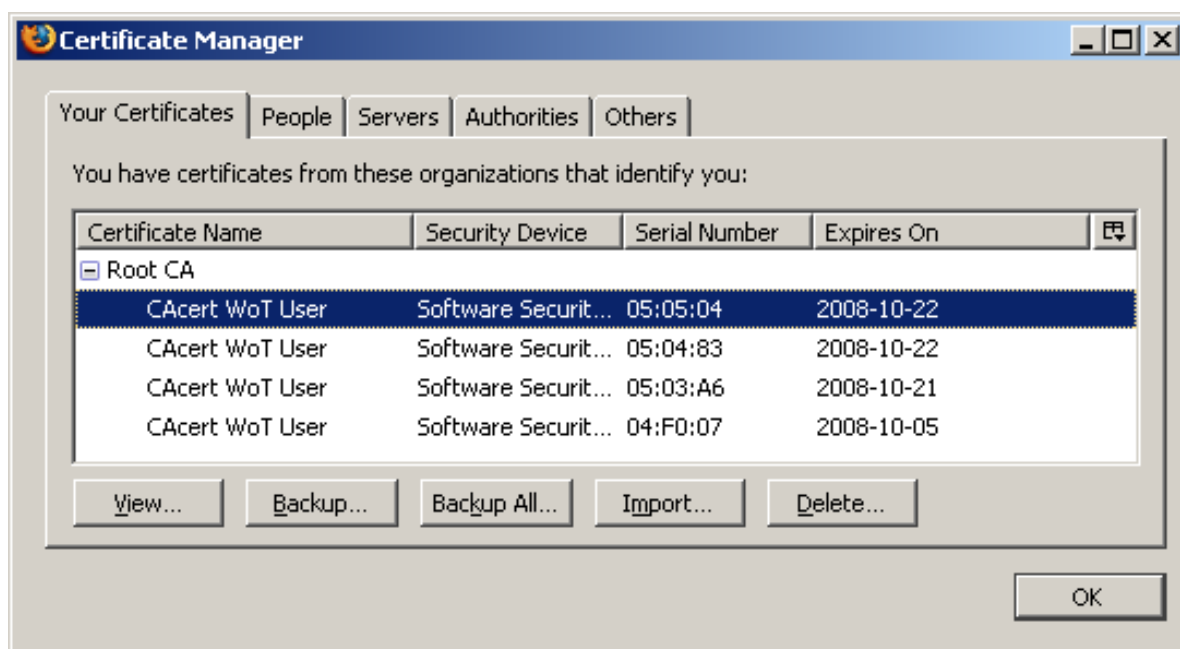 Certificate Manager
Your Certificates People Servers Authorities Others
You have certificates from these organizations that identify you:
Certificate Name Security Device Serial Number Expires On
Root CA
CAcert WoT User Software Securit... 05:05:04 2008-10-22
CAcert WoT User Software Securit... 05:04:83 2008-10-22
CAcert WoT User Software Securit... 05:03:A6 2008-10-21
CAcert WoT User Software Securit... 04:F0:07 2008-10-05
View... Backup... Backup All... Import... Delete...
OK